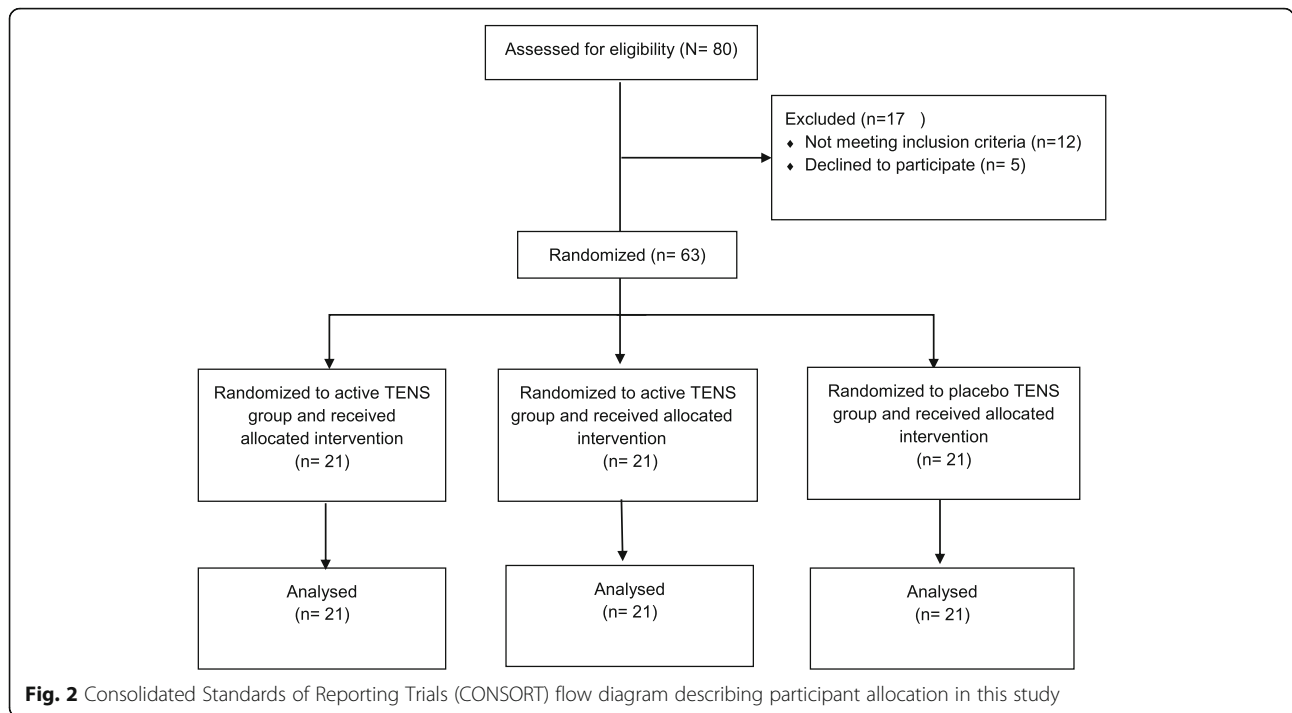 Assessed for eligibility (N= 80)
Excluded (n=17 )
♦ Not meeting inclusion criteria (n=12)
♦ Declined to participate (n= 5)
Randomized (n= 63)
Randomized to active TENS
group and received
allocated intervention
(n= 21)
Randomized to active TENS
group and received allocated
intervention
(n= 21)
Randomized to placebo TENS
group and received allocated
intervention
(n= 21)
Analysed
(n= 21)
Analysed
(n= 21)
Analysed
(n= 21)
Fig. 2 Consolidated Standards of Reporting Trials (CONSORT) flow diagram describing participant allocation in this study